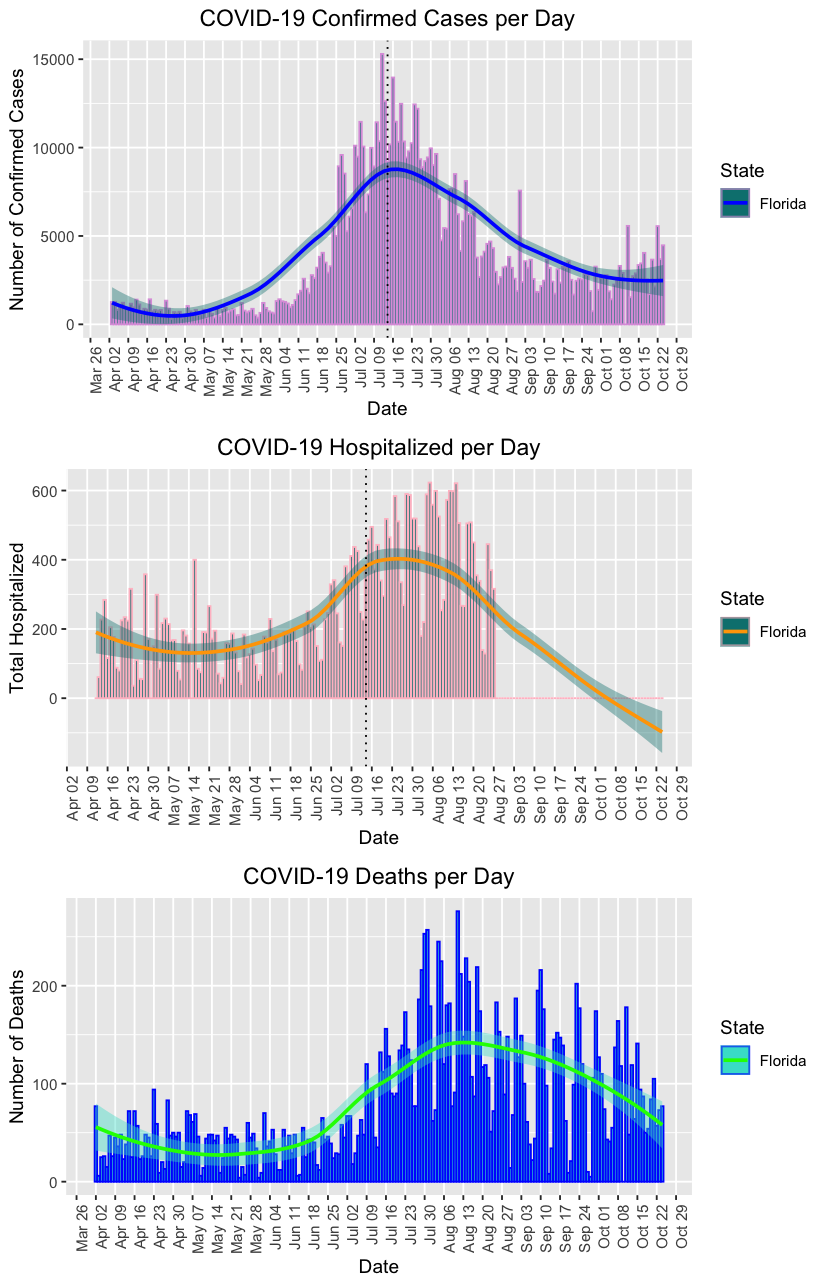 COVID-19 Confirmed Cases per Day
Number of Confirmed Cases
15000
10000
5000
0
Mar 26
Apr 02
Apr 09
Apr 16
Apr 23
Apr 30
May 07
May 14
May 21
May 28
Jun 04
Jun 11
Jun 18
Jun 25
Jul 02
Jul 09
Jul 16
Jul 23
Jul 30
Aug 06
Aug 13
Aug 20
Aug 27
Sep 03
Sep 10
Sep 17
Sep 24
Oct 01
Oct 08
Oct 15
Oct 22
Oct 29
Date
State
Florida
COVID-19 Hospitalized per Day
Total Hospitalized
600
400
200
0
Apr 02
Apr 09
Apr 16
Apr 23
Apr 30
May 07
May 14
May 21
May 28
Jun 04
Jun 11
Jun 18
Jun 25
Jul 02
Jul 09
Jul 16
Jul 23
Jul 30
Aug 06
Aug 13
Aug 20
Aug 27
Sep 03
Sep 10
Sep 17
Sep 24
Oct 01
Oct 08
Oct 15
Oct 22
Oct 29
Date
State
Florida
COVID-19 Deaths per Day
Number of Deaths
200
100
0
Mar 26
Apr 02
Apr 09
Apr 16
Apr 23
Apr 30
May 07
May 14
May 21
May 28
Jun 04
Jun 11
Jun 18
Jun 25
Jul 02
Jul 09
Jul 16
Jul 23
Jul 30
Aug 06
Aug 13
Aug 20
Aug 27
Sep 03
Sep 10
Sep 17
Sep 24
Oct 01
Oct 08
Oct 15
Oct 22
Oct 29
Date
State
Florida